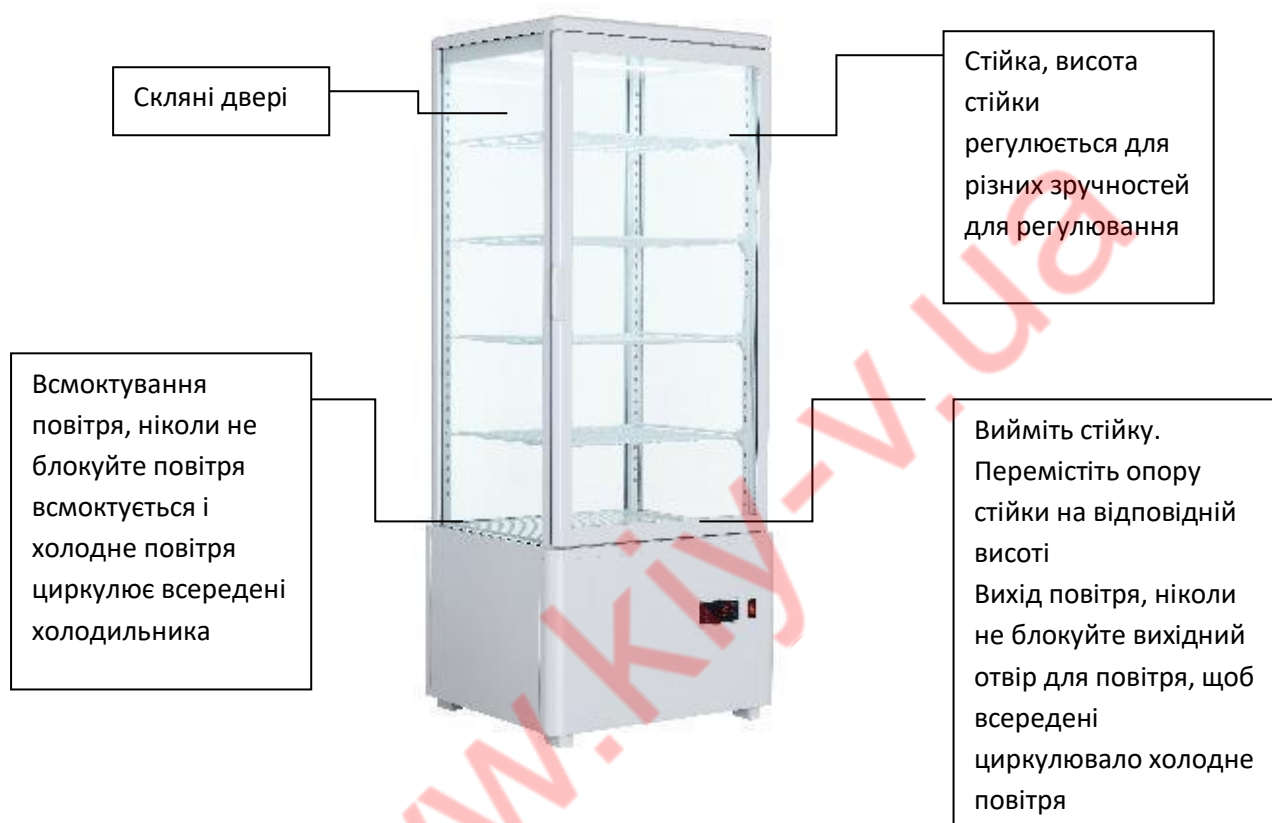 Скляні двері
Стійка, висота
стійки
регулюється для
різних зручностей
для регулювання
Всмоктування
повітря, ніколи не
блокуйте повітря
всмоктується і
холодне повітря
циркулює всередені
холодильника
Вийміть стійку.
Перемістіть опору
стійки на відповідній
висоті
Вихід повітря, ніколи
не блокуйте вихідний
отвір для повітря, щоб
всередені
циркулювало холодне
повітря
w.kiy-v.ua